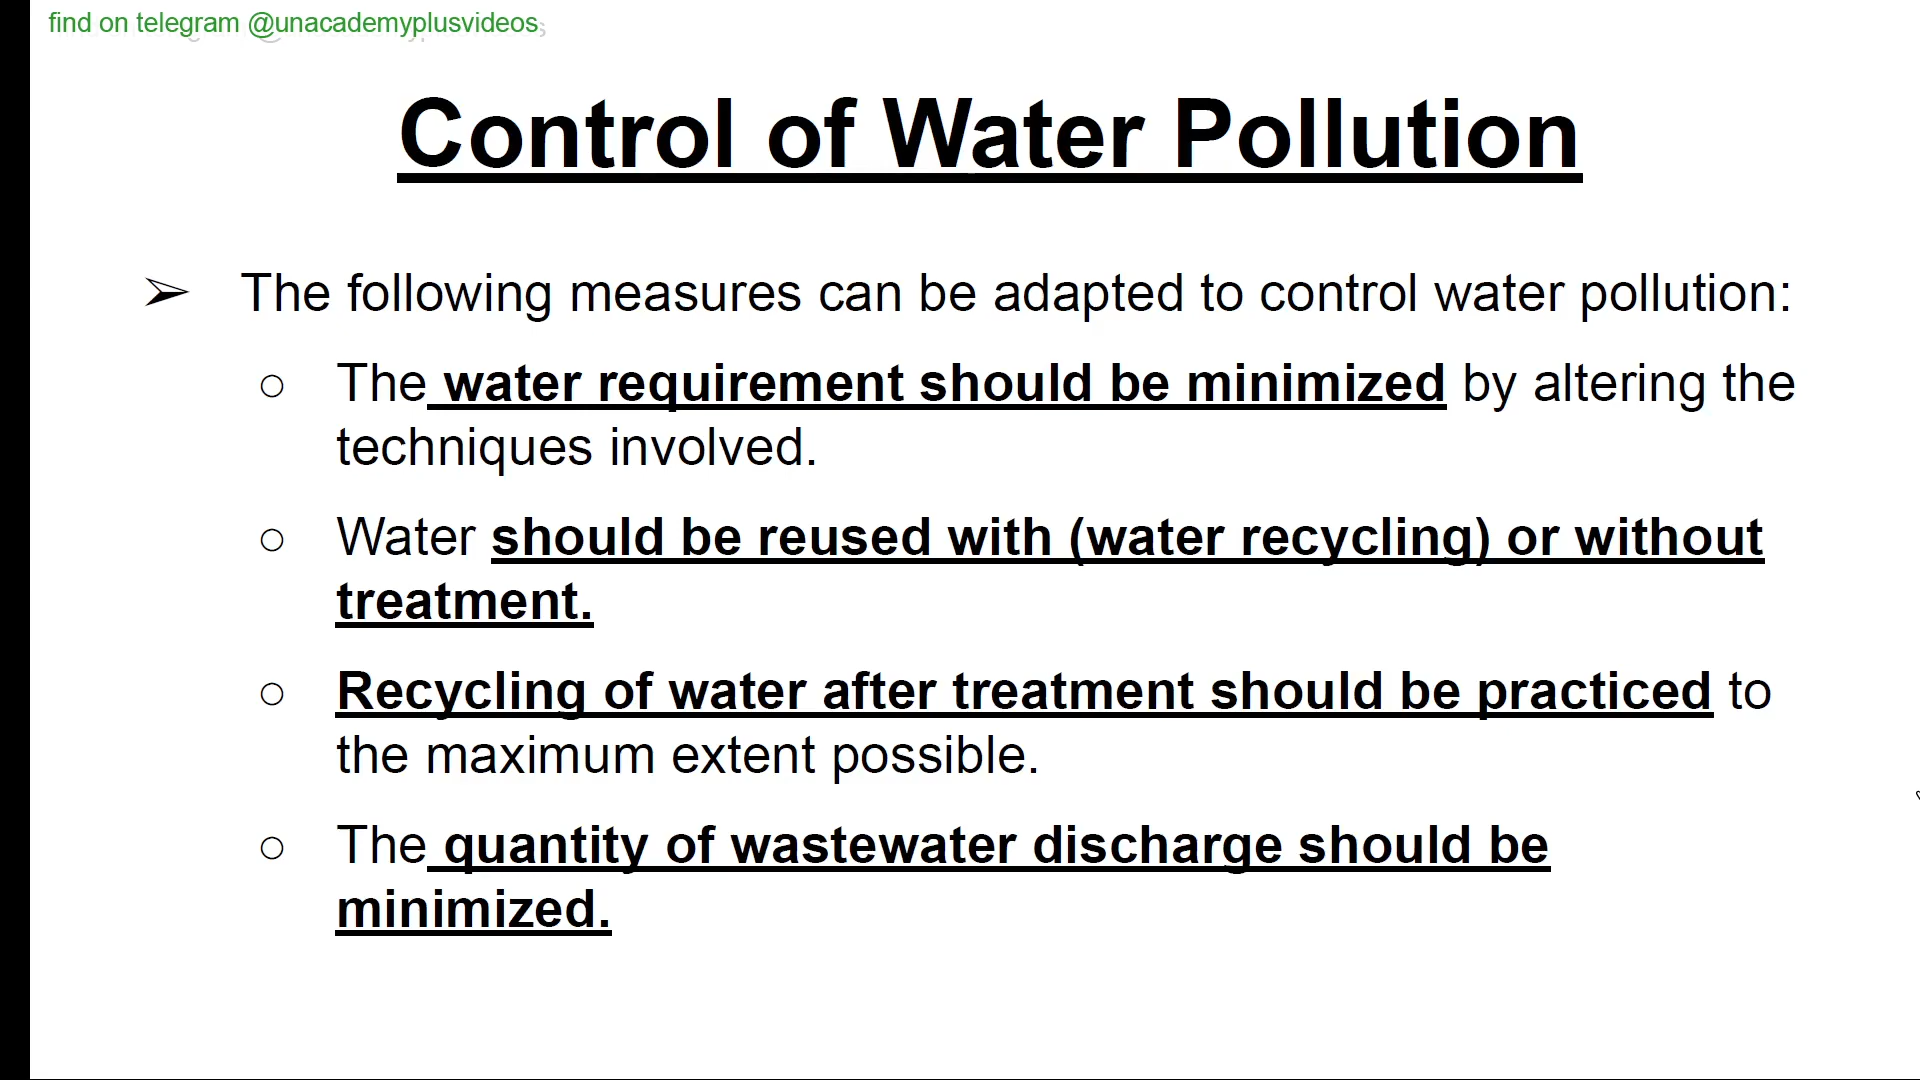 find on telegram @unacademyplusvideos
Control of Water Pollution
➢ The following measures can be adapted to control water pollution:
○ The water requirement should be minimized by altering the
techniques involved.
○ Water should be reused with (water recycling) or without
treatment.
○ Recycling of water after treatment should be practiced to
the maximum extent possible.
○ The quantity of wastewater discharge should be
minimized.